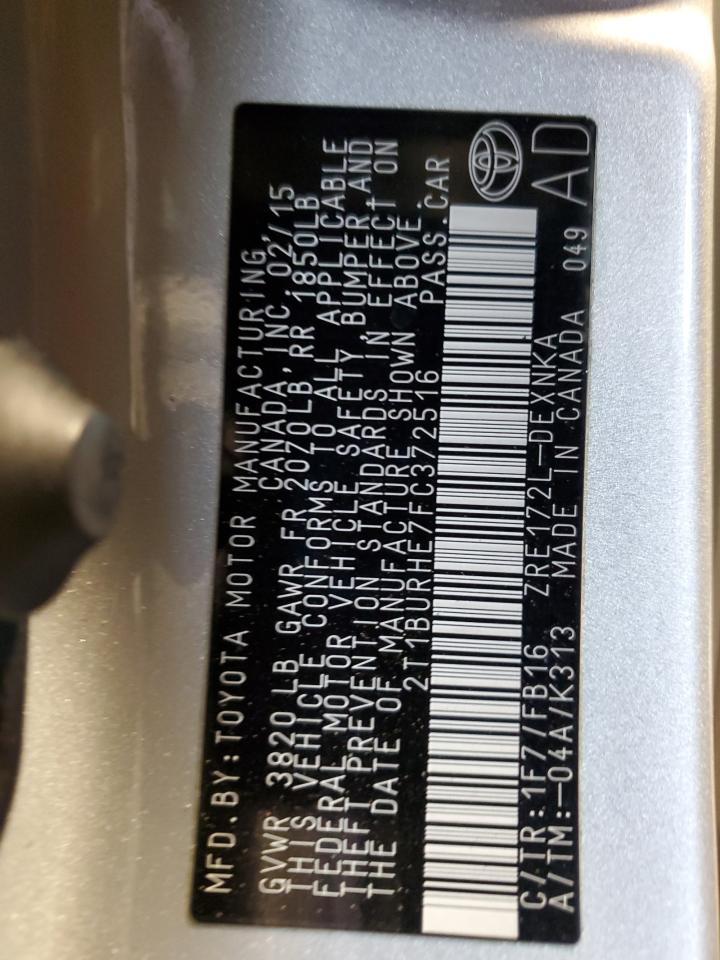 MFD.BY:TOYOTA MOTOR MANUFACTURING
CANADA, INC. 02/15
GVWR 3820 LB GAWR FR 2070LB RR 1850LB
THIS VEHICLE CONFORMS TO ALL APPLICABLE
FEDERAL MOTOR VEHICLE SAFETY, BUMPER, AND
THEFT PREVENTION STANDARDS IN EFFECT ON
THE DATE OF MANUFACTURE SHOWN ABOVE.
2T1BURHE7FC372516 PASS.CAR
C/TR:1F7/FB16 ZRE172L-DEXNKA
A/TM:-04A/K313 MADE IN CANADA 049 AD